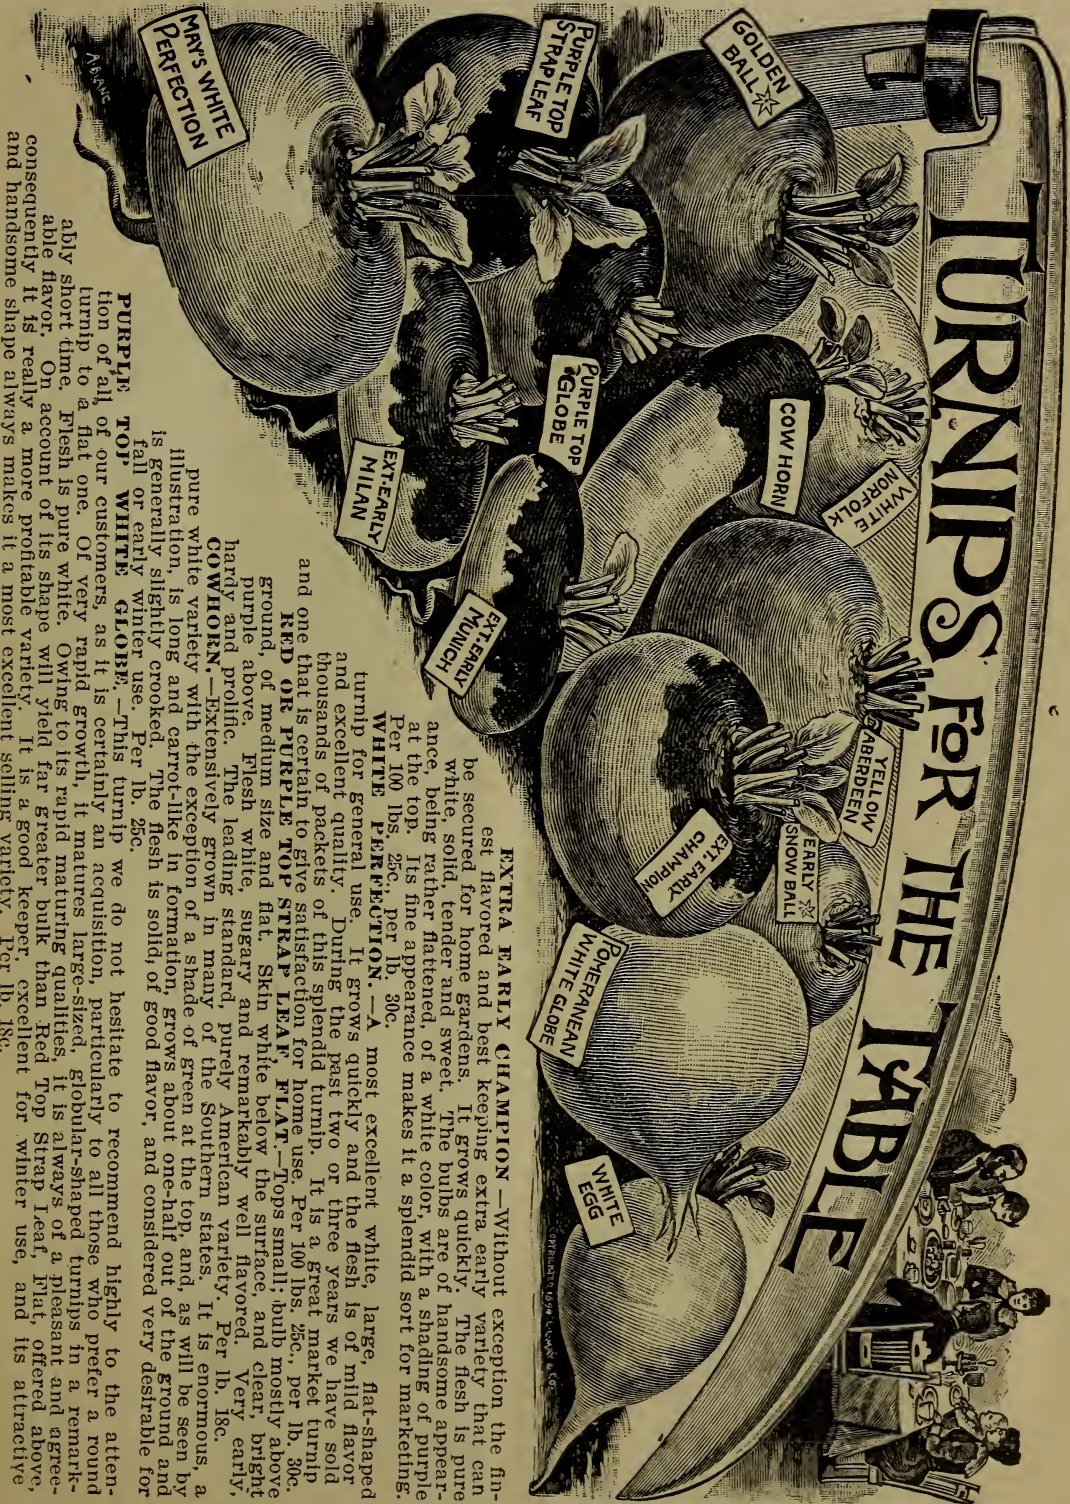 TURNIPS FOR THE TABLE
GOLDEN
BALL
PURPLE TOP
STRAP LEAF
MAY'S WHITE
PERFECTION
A. BLANC
WHITE
NORFOLK
COW HORN
PURPLE TOP
GLOBE
EXT. EARLY
MILAN
EXT. EARLY
MUNICH
YELLOW
ABERDEEN
EARLY
SNOW BALL
EXT. EARLY
CHAMPION
POMERANEAN
WHITE GLOBE
WHITE
EGG
COPYRIGHTED 1894 L.L. MAY & CO.
EXTRA EARLY CHAMPION—Without exception the fin-
est flavored and best keeping extra early variety that can
be secured for home gardens. It grows quickly. The flesh is pure
white, solid, tender and sweet. The bulbs are of handsome appear-
ance, being rather flattened, of a white color, with a shading of purple
at the top. Its fine appearance makes it a splendid sort for marketing.
Per 100 lbs. 25c., per lb. 30c.
WHITE PERFECTION.—A most excellent white, large, flat-shaped
turnip for general use. It grows quickly and the flesh is of mild flavor
and excellent quality. During the past two or three years we have sold
thousands of packets of this splendid turnip. It is a great market turnip
and one that is certain to give satisfaction for home use. Per 100 lbs. 25c., per lb. 30c.
RED OR PURPLE TOP STRAP LEAF FLAT.—Tops small; bulb mostly above
ground, of medium size and flat. Skin white below the surface, and clear, bright
purple above. Flesh white, sugary and remarkably well flavored. Very early,
hardy and prolific. The leading standard, purely American variety. Per lb. 18c.
COWHORN.—Extensively grown in many of the Southern states. It is enormous, a
pure white variety with the exception of a shade of green at the top, and, as will be seen by
illustration, is long and carrot-like in formation, grows about one-half out of the ground and
is generally slightly crooked. The flesh is solid, of good flavor, and considered very desirable for
fall or early winter use. Per lb. 25c.
PURPLE TOP WHITE GLOBE.—This turnip we do not hesitate to recommend highly to the atten-
tion of all, of our customers, as it is certainly an acquisition, particularly to all those who prefer a round
turnip to a flat one. Of very rapid growth, it matures large-sized, globular-shaped turnips in a remark-
ably short time. Flesh is pure white. Owing to its rapid maturing qualities, it is always of a pleasant and agree-
able flavor. On account of its shape will yield far greater bulk than Red Top Strap Leaf, Flat, offered above,
consequently it is really a more profitable variety. It is a good keeper, excellent for winter use, and its attractive
and handsome shape always makes it a most excellent selling variety. Per lb. 18c.